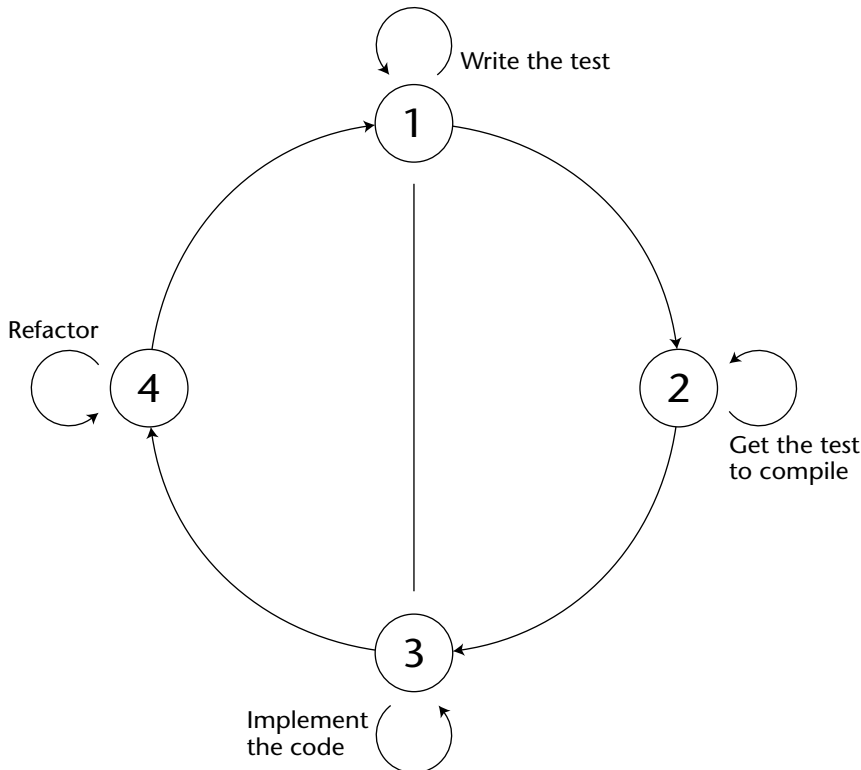 Write the test
1
Refactor
4
2
Get the test
to compile
3
Implement
the code